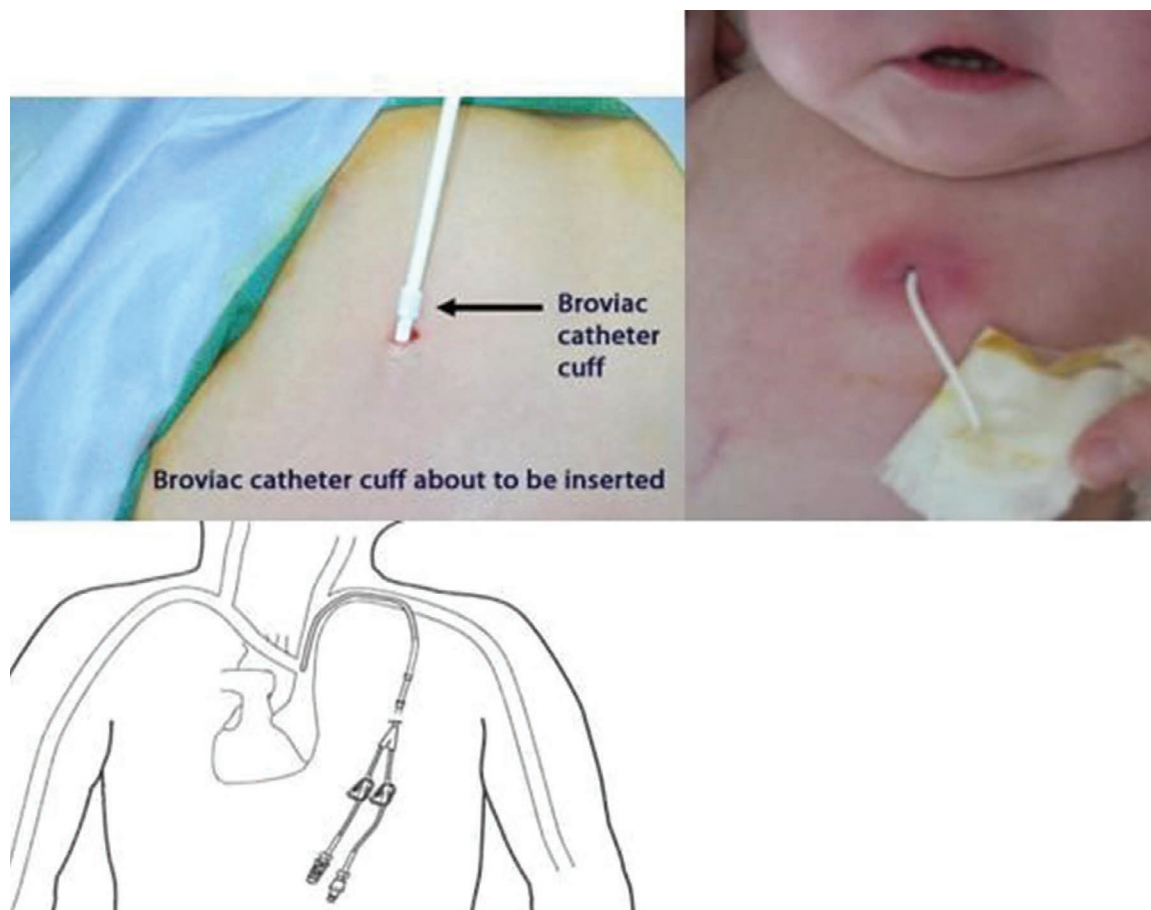 Broviac
catheter
cuff
Broviac catheter cuff about to be inserted